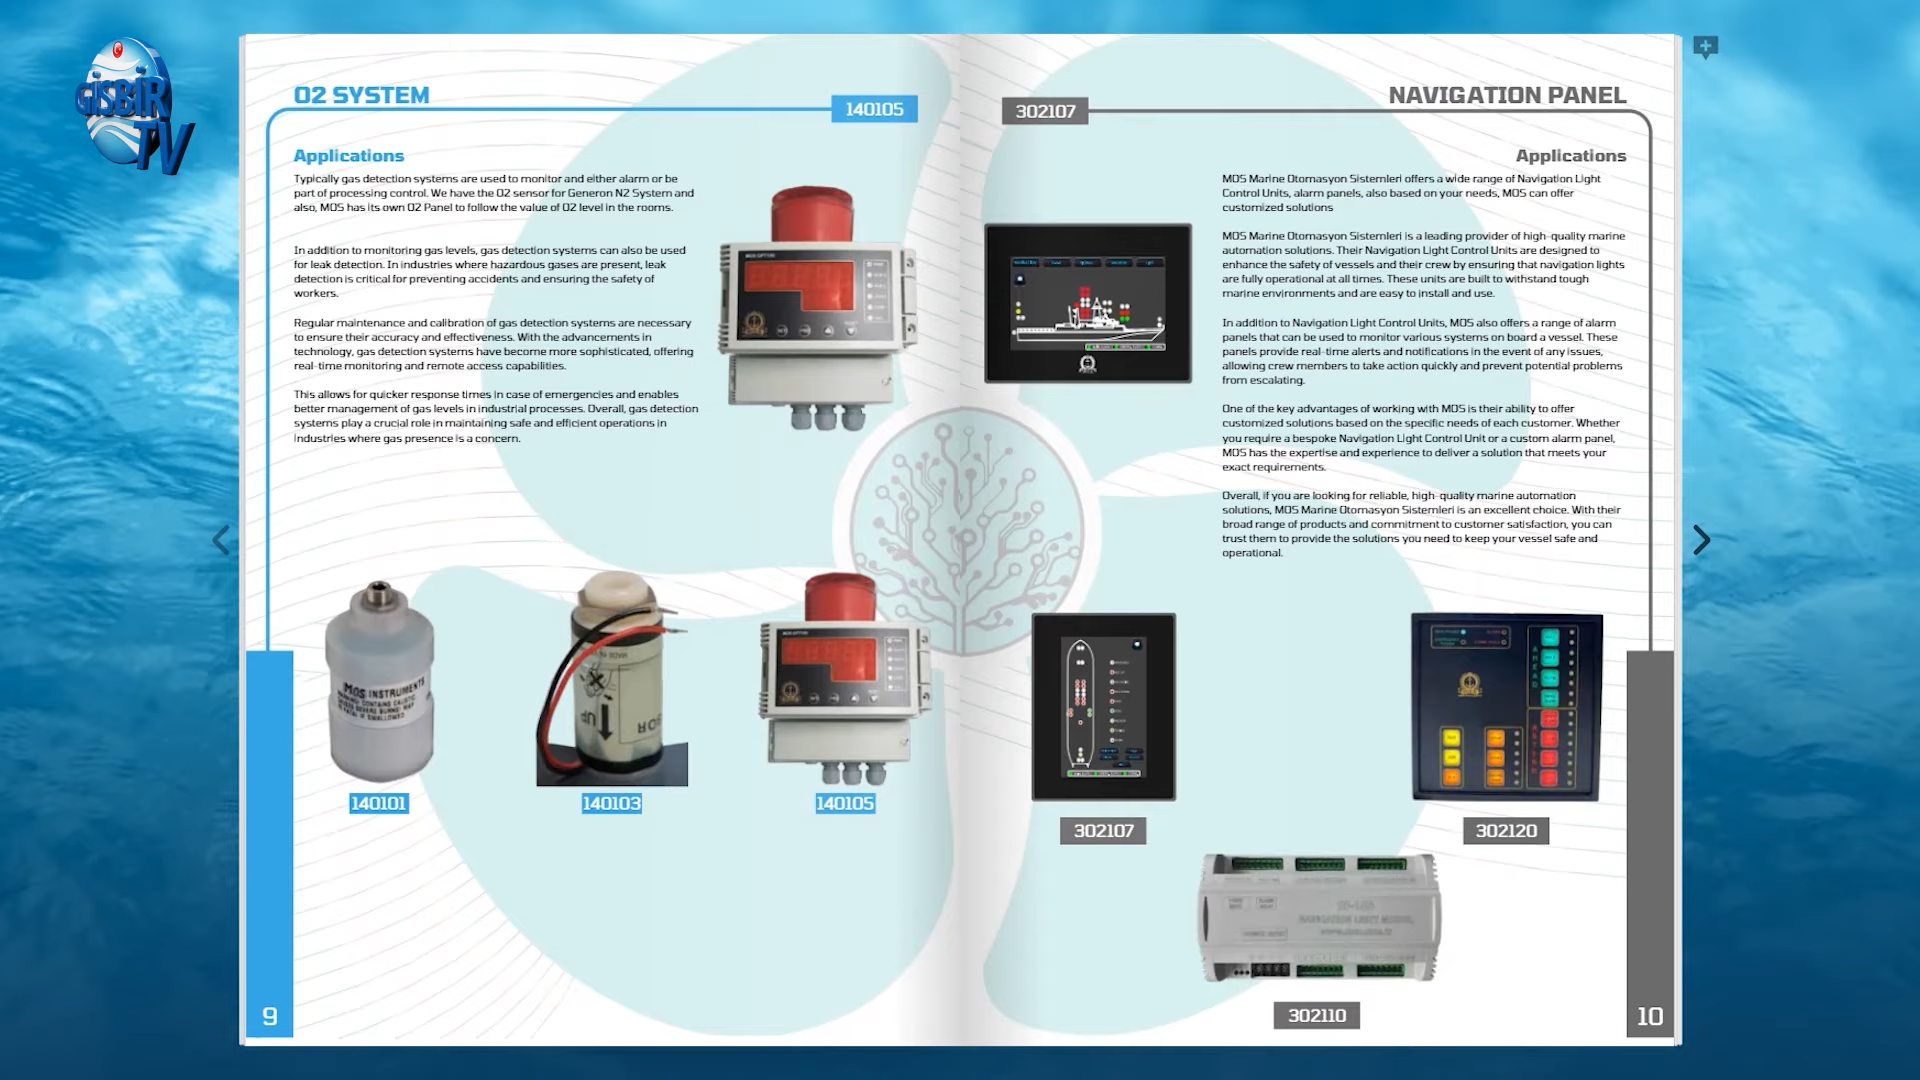 GİSBİR
TV
O2 SYSTEM
140105
Applications
Typically gas detection systems are used to monitor and either alarm or be
part of processing control. We have the O2 sensor for Generon N2 System and
also, MOS has its own O2 Panel to follow the value of O2 level in the rooms.
In addition to monitoring gas levels, gas detection systems can also be used
for leak detection. In industries where hazardous gases are present, leak
detection is critical for preventing accidents and ensuring the safety of
workers.
Regular maintenance and calibration of gas detection systems are necessary
to ensure their accuracy and effectiveness. With the advancements in
technology, gas detection systems have become more sophisticated, offering
real-time monitoring and remote access capabilities.
This allows for quicker response times in case of emergencies and enables
better management of gas levels in industrial processes. Overall, gas detection
systems play a crucial role in maintaining safe and efficient operations in
industries where gas presence is a concern.
MOS INSTRUMENTS
UP
140101
140103
140105
9
302107
NAVIGATION PANEL
Applications
MOS Marine Otomasyon Sistemleri offers a wide range of Navigation Light
Control Units, alarm panels, also based on your needs, MOS can offer
customized solutions
MOS Marine Otomasyon Sistemleri is a leading provider of high-quality marine
automation solutions. Their Navigation Light Control Units are designed to
enhance the safety of vessels and their crew by ensuring that navigation lights
are fully operational at all times. These units are built to withstand tough
marine environments and are easy to install and use.
In addition to Navigation Light Control Units, MOS also offers a range of alarm
panels that can be used to monitor various systems on board a vessel. These
panels provide real-time alerts and notifications in the event of any issues,
allowing crew members to take action quickly and prevent potential problems
from escalating.
One of the key advantages of working with MOS is their ability to offer
customized solutions based on the specific needs of each customer. Whether
you require a bespoke Navigation Light Control Unit or a custom alarm panel,
MOS has the expertise and experience to deliver a solution that meets your
exact requirements.
Overall, if you are looking for reliable, high-quality marine automation
solutions, MOS Marine Otomasyon Sistemleri is an excellent choice. With their
broad range of products and commitment to customer satisfaction, you can
trust them to provide the solutions you need to keep your vessel safe and
operational.
AHEAD
ASTERN
302107
302120
NAVIGATION LIGHT MODUL
302110
10